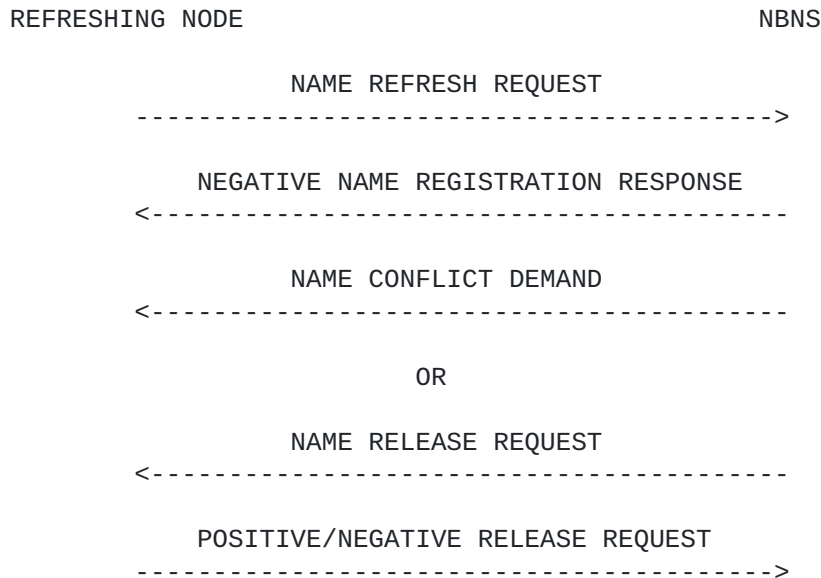 REFRESHING NODE                                 NBNS
NAME REFRESH REQUEST
----------------------------------------->
NEGATIVE NAME REGISTRATION RESPONSE
<-----------------------------------------
NAME CONFLICT DEMAND
<-----------------------------------------
OR
NAME RELEASE REQUEST
<-----------------------------------------
POSITIVE/NEGATIVE RELEASE REQUEST
----------------------------------------->